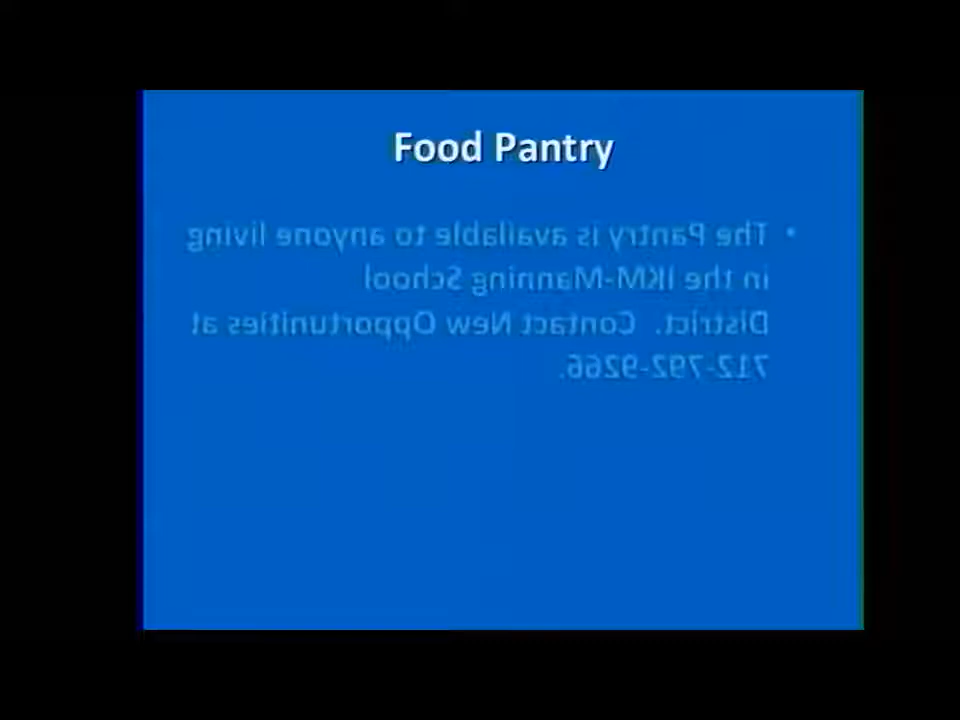 Food Pantry
• The Pantry is available to anyone living
in the IKM-Manning School
District. Contact New Opportunities at
712-792-9266.